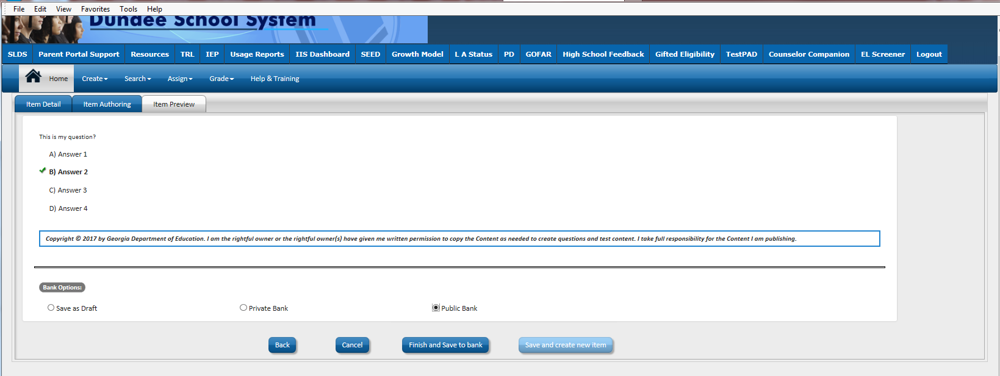 File Edit View Favorites Tools Help
Dundee School System
SLDS Parent Portal Support Resources TRL IEP Usage Reports IIS Dashboard SEED Growth Model L A Status PD GOFAR High School Feedback Gifted Eligibility TestPAD Counselor Companion EL Screener Logout
Home Create Search Assign Grade Help & Training
Item Detail Item Authoring Item Preview
This is my question?
A) Answer 1
B) Answer 2
C) Answer 3
D) Answer 4
Copyright © 2017 by Georgia Department of Education. I am the rightful owner or the rightful owner(s) have given me written permission to copy the Content as needed to create questions and test content. I take full responsibility for the Content I am publishing.
Bank Options:
Save as Draft Private Bank Public Bank
Back Cancel Finish and Save to bank Save and create new item